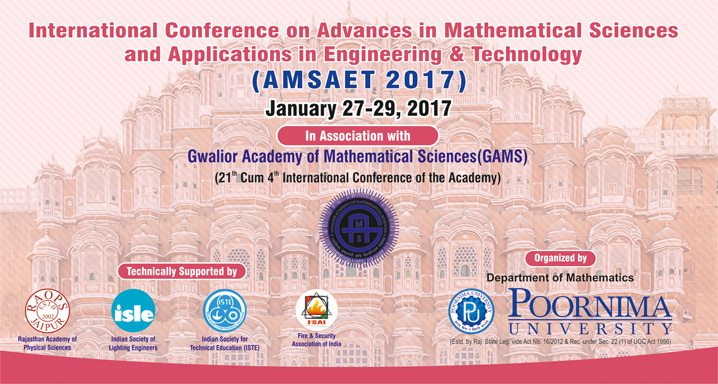 International Conference on Advances in Mathematical Sciences
and Applications in Engineering & Technology
(AMSAET 2017)
January 27-29, 2017
In Association with
Gwalior Academy of Mathematical Sciences(GAMS)
(21th Cum 4th International Conference of the Academy)
Technically Supported by
RAOPS
ESTD.
2002
JAIPUR
Rajasthan Academy of
Physical Sciences
isle
Indian Society of
Lighting Engineers
ISTE
Indian Society for
Technical Education (ISTE)
FSAI
Fire & Security
Association of India
Organized by
Department of Mathematics
PU
POORNIMA
UNIVERSITY
(Estd. by Raj. State Leg. vide Act No. 16/2012 & Rec. under Sec. 22 (1) of UGC Act 1956)